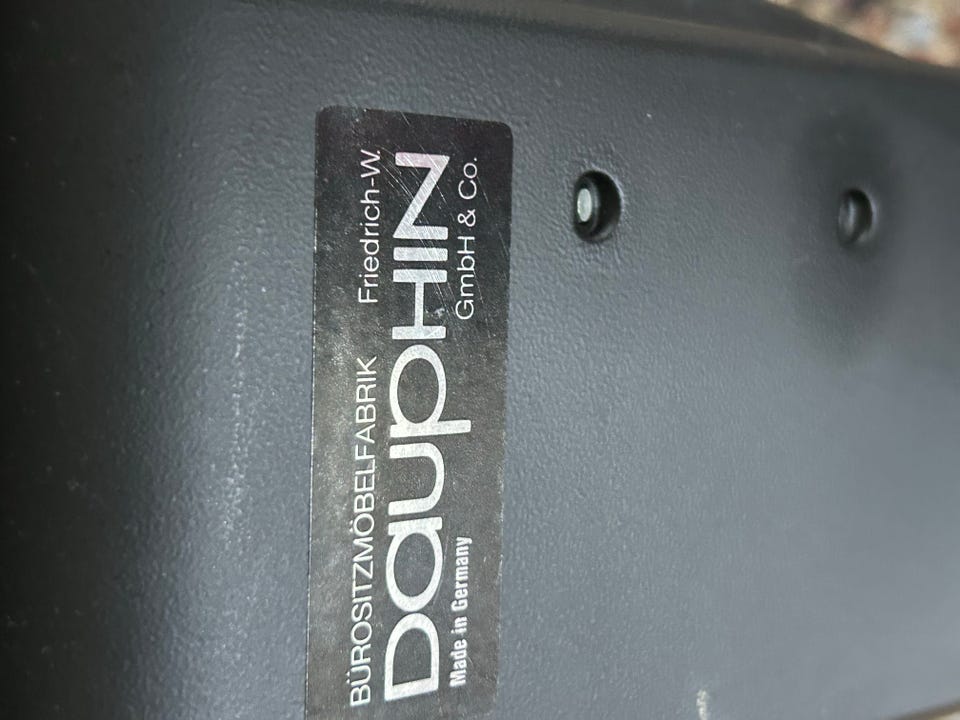 BÜROSITZMÖBELFABRIK Friedrich-W.
DaupHIN
Made in Germany GmbH & Co.